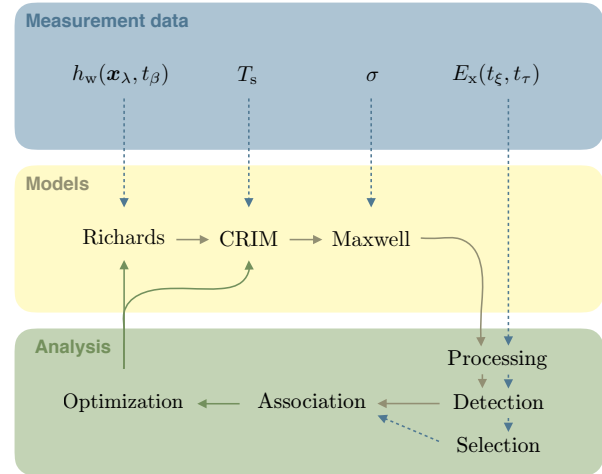 Measurement data
h_w(x_λ, t_β) T_s σ E_x(t_ξ, t_τ)
Models
Richards CRIM Maxwell
Analysis
Processing
Optimization Association Detection
Selection